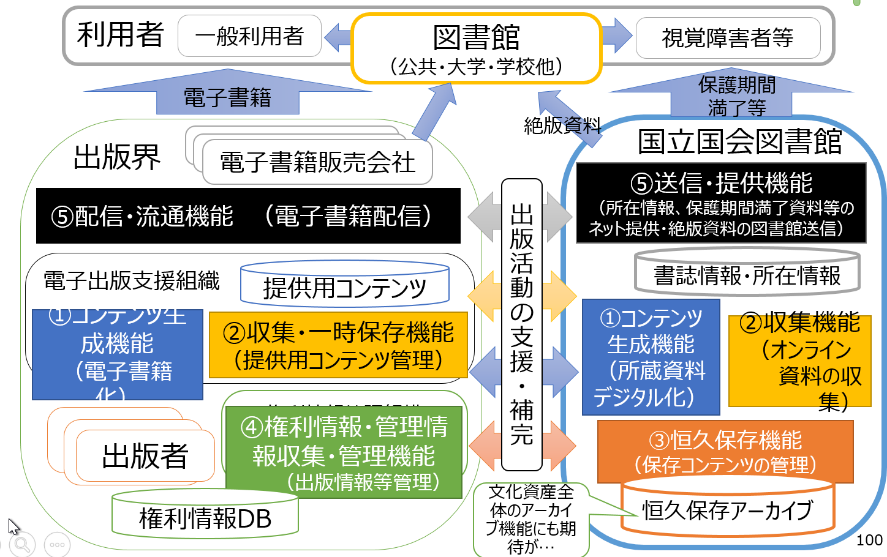 利用者
一般利用者
図書館
（公共・大学・学校他）
視覚障害者等
電子書籍
保護期間
満了等
絶版資料
出版界
電子書籍販売会社
⑤配信・流通機能　（電子書籍配信）
電子出版支援組織
提供用コンテンツ
①コンテンツ生
成機能
（電子書籍
化）
②収集・一時保存機能
（提供用コンテンツ管理）
④権利情報・管理情
報収集・管理機能
（出版情報等管理）
出版者
権利情報DB
出版活動の支援・補完
国立国会図書館
⑤送信・提供機能
（所在情報、保護期間満了資料等の
ネット提供・絶版資料の図書館送信）
書誌情報・所在情報
①コンテンツ
生成機能
（所蔵資料
デジタル化）
②収集機能
（オンライン
資料の収
集）
③恒久保存機能
（保存コンテンツの管理）
恒久保存アーカイブ
文化資産全
体のアーカイ
ブ機能にも期
待が…
100